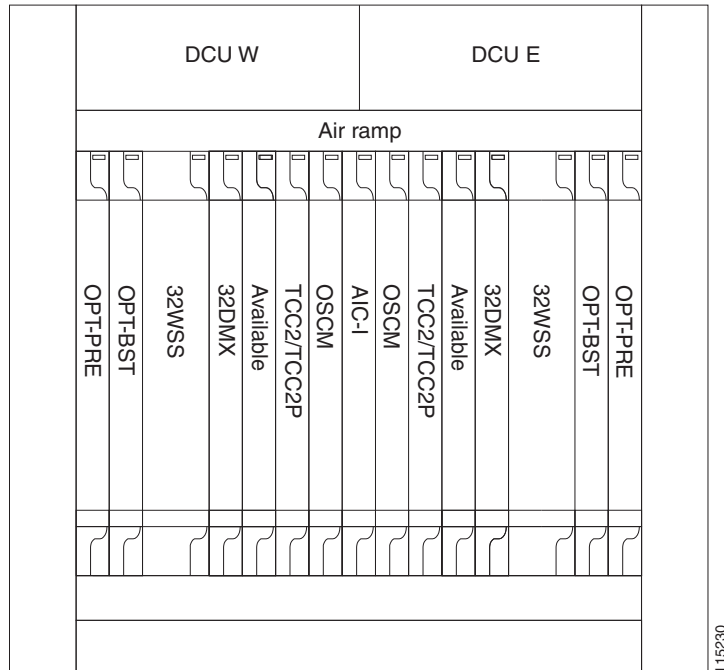 DCU W
DCU E
Air ramp
OPT-PRE
OPT-BST
32WSS
32DMX
Available
TCC2/TCC2P
OSCM
AIC-I
OSCM
TCC2/TCC2P
Available
32DMX
32WSS
OPT-BST
OPT-PRE
115230